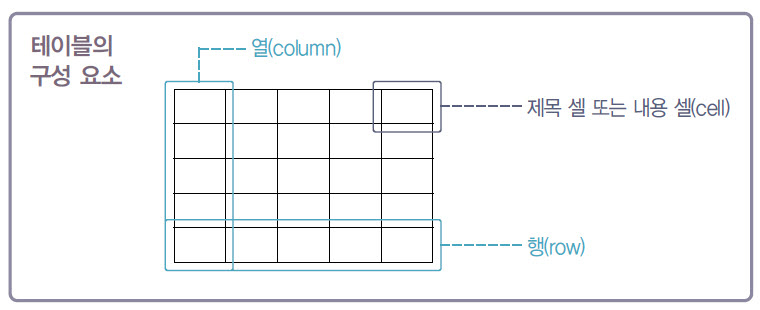 테이블의
구성 요소
열(column)
제목 셀 또는 내용 셀(cell)
행(row)